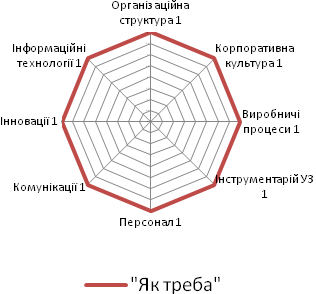 Організаційна
структура 1
Корпоративна
культура 1
Виробничі
процеси 1
Інструментарій УЗ
1
Персонал 1
Комунікації 1
Інновації 1
Інформаційні
технології 1
"Як треба"